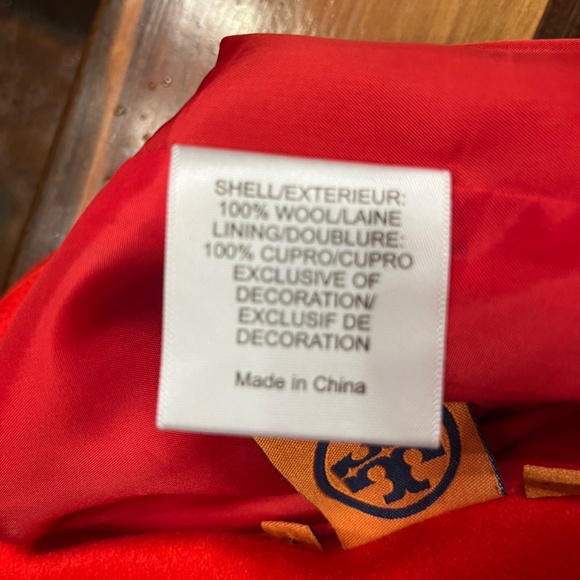 SHELL/EXTERIEUR:
100% WOOL/LAINE
LINING/DOUBLURE:
100% CUPRO/CUPRO
EXCLUSIVE OF
DECORATION/
EXCLUSIF DE
DECORATION
Made in China